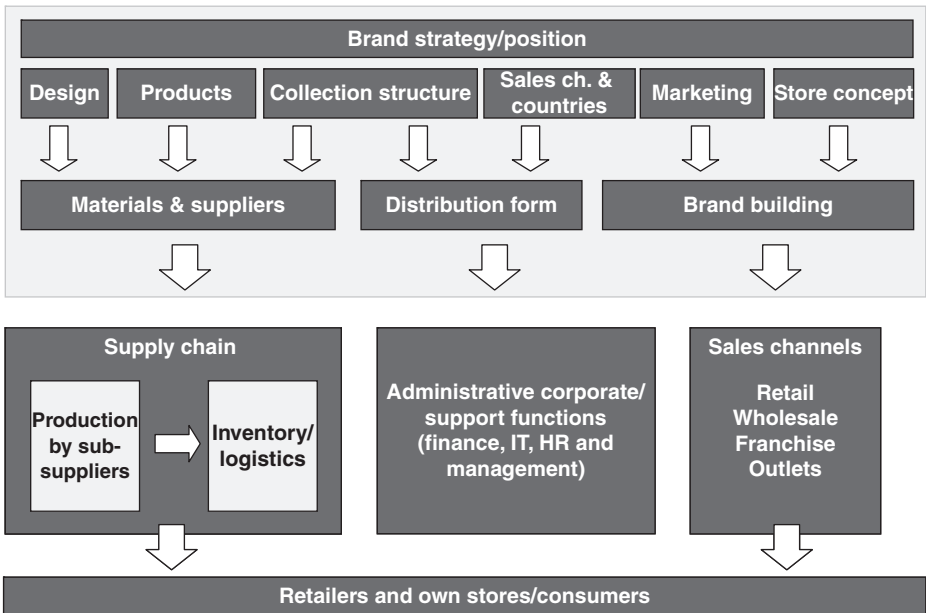 Brand strategy/position
Design
Products
Collection structure
Sales ch. &
countries
Marketing
Store concept
Materials & suppliers
Distribution form
Brand building
Supply chain
Production
by sub-
suppliers
Inventory/
logistics
Administrative corporate/
support functions
(finance, IT, HR and
management)
Sales channels
Retail
Wholesale
Franchise
Outlets
Retailers and own stores/consumers